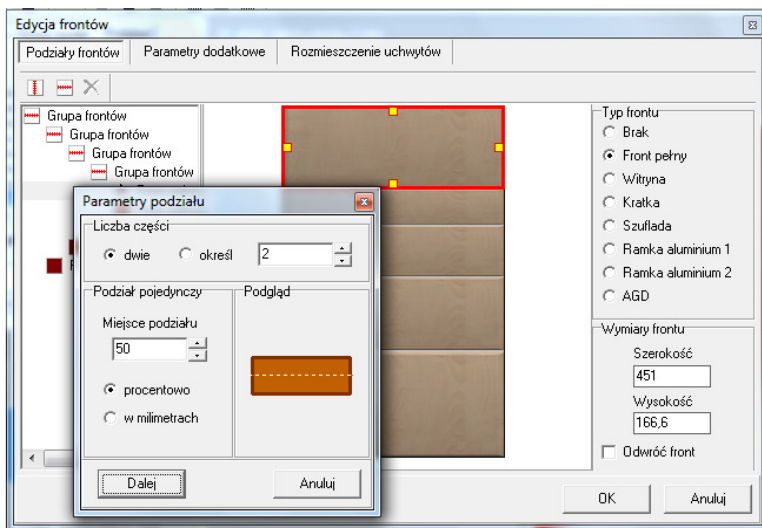 Edycja frontów
Podziały frontów Parametry dodatkowe Rozmieszczenie uchwytów
Grupa frontów
Grupa frontów
Grupa frontów
Grupa frontów
Typ frontu
Brak
Front pełny
Witryna
Kratka
Szuflada
Ramka aluminium 1
Ramka aluminium 2
AGD
Wymiary frontu
Szerokość
451
Wysokość
166,6
Odwróć front
OK Anuluj
Parametry podziału
Liczba części
dwie określ 2
Podział pojedynczy
Miejsce podziału
50
procentowo
w milimetrach
Podgląd
Dalej Anuluj